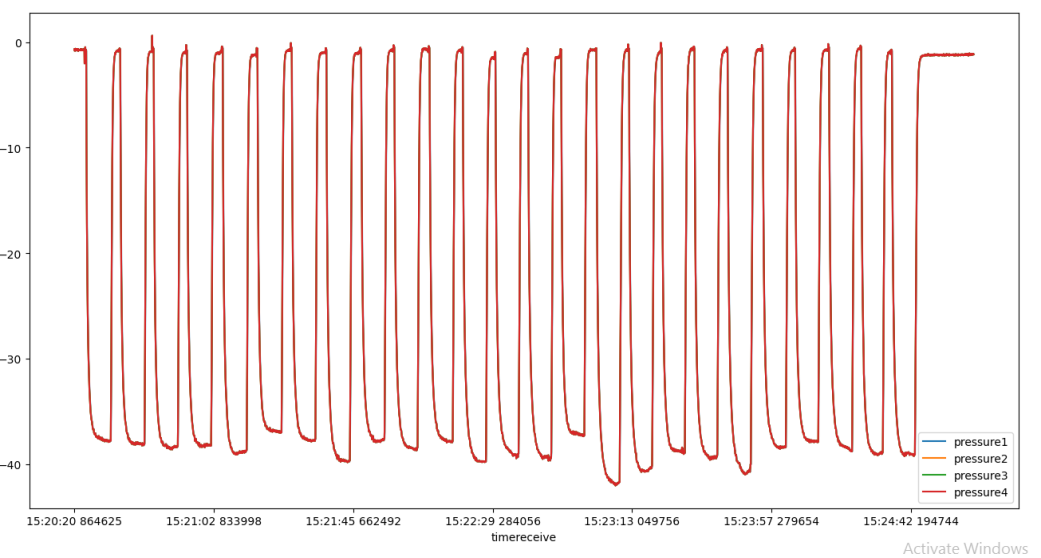 0
−10
−20
−30
−40
pressure1
pressure2
pressure3
pressure4
15:20:20 864625 15:21:02 833998 15:21:45 662492 15:22:29 284056 15:23:13 049756 15:23:57 279654 15:24:42 194744
timereceive
Activate Windows